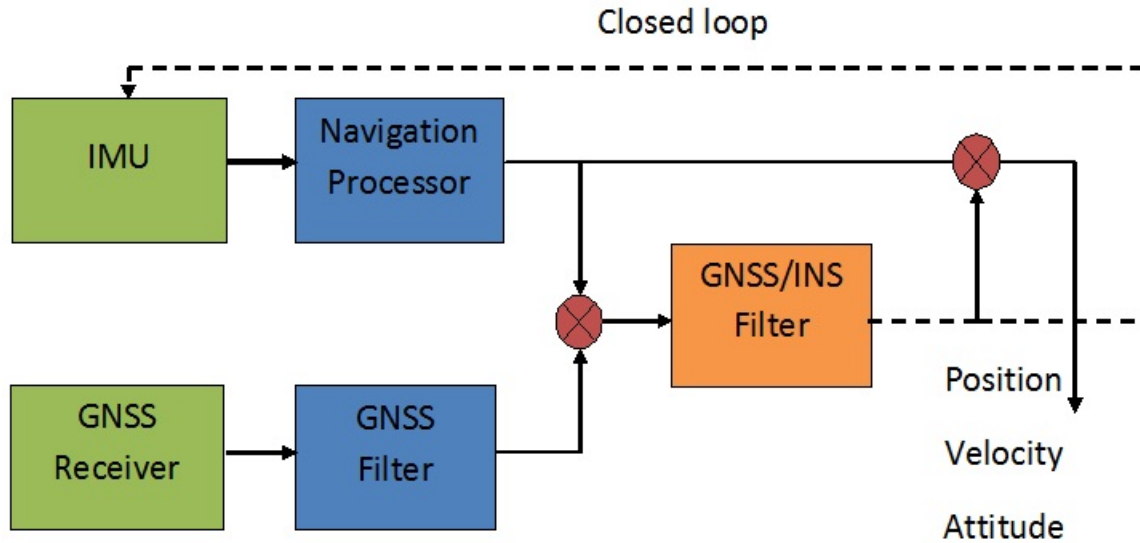 Closed loop
IMU
Navigation
Processor
GNSS/INS
Filter
GNSS
Receiver
GNSS
Filter
Position
Velocity
Attitude